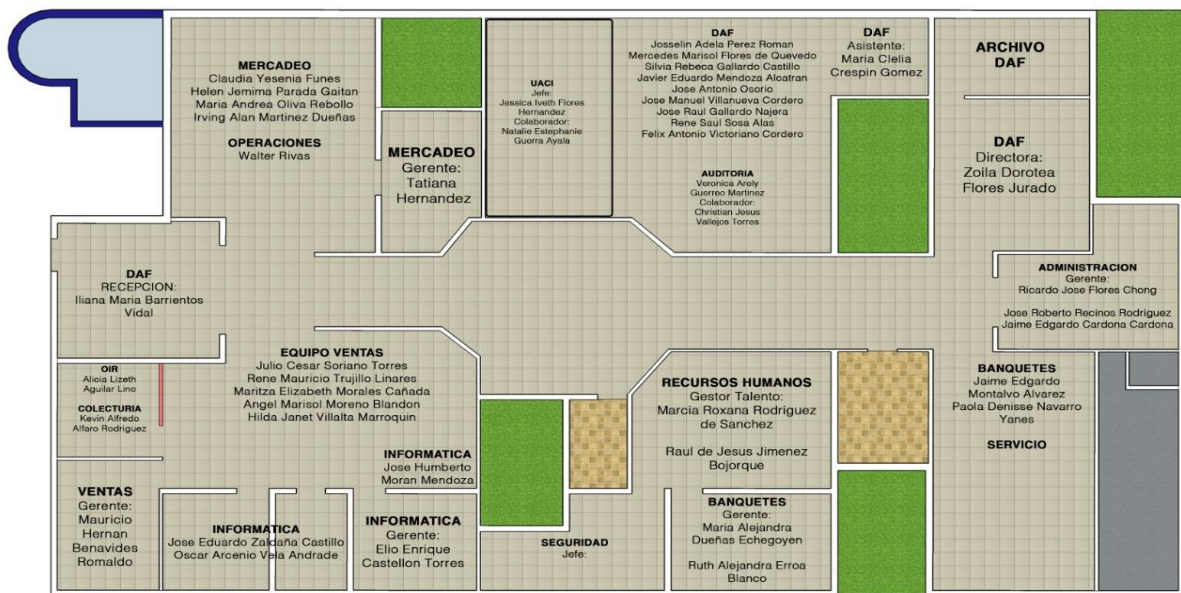 MERCADEO
Claudia Yesenia Funes
Helen Jemima Parada Gaitan
Maria Andrea Oliva Rebollo
Irving Alan Martinez Dueñas
OPERACIONES
Walter Rivas
MERCADEO
Gerente:
Tatiana
Hernandez
UACI
Jefe:
Jessica Iveth Flores
Hernandez
Colaborador:
Natalie Estephanie
Guerra Ayala
DAF
Josselin Adela Perez Roman
Mercedes Marisol Flores de Quevedo
Silvia Rebeca Gallardo Castillo
Javier Eduardo Mendoza Alcatran
Jose Antonio Osorio
Jose Manuel Villanueva Cordero
Jose Raul Gallardo Najera
Rene Saul Sosa Alas
Felix Antonio Victoriano Cordero
AUDITORIA
Veronica Arely
Guerreo Martinez
Colaborador:
Christian Jesus
Vallejos Torres
DAF
Asistente:
Maria Clelia
Crespin Gomez
ARCHIVO
DAF
DAF
Directora:
Zoila Dorotea
Flores Jurado
DAF
RECEPCION:
Iliana Maria Barrientos
Vidal
ADMINISTRACION
Gerente:
Ricardo Jose Flores Chong
Jose Roberto Recinos Rodriguez
Jaime Edgardo Cardona Cardona
OIR
Alicia Lizeth
Aguilar Lino
COLECTURIA
Kevin Alfredo
Alfaro Rodriguez
EQUIPO VENTAS
Julio Cesar Soriano Torres
Rene Mauricio Trujillo Linares
Maritza Elizabeth Morales Cañada
Angel Marisol Moreno Blandon
Hilda Janet Villalta Marroquin
INFORMATICA
Jose Humberto
Moran Mendoza
RECURSOS HUMANOS
Gestor Talento:
Marcia Roxana Rodriguez
de Sanchez
Raul de Jesus Jimenez
Bojorque
BANQUETES
Jaime Edgardo
Montalvo Alvarez
Paola Denisse Navarro
Yanes
SERVICIO
VENTAS
Gerente:
Mauricio
Hernan
Benavides
Romaldo
INFORMATICA
Jose Eduardo Zaldaña Castillo
Oscar Arcenio Vela Andrade
INFORMATICA
Gerente:
Elio Enrique
Castellon Torres
SEGURIDAD
Jefe:
BANQUETES
Gerente:
Maria Alejandra
Dueñas Echegoyen
Ruth Alejandra Erroa
Blanco